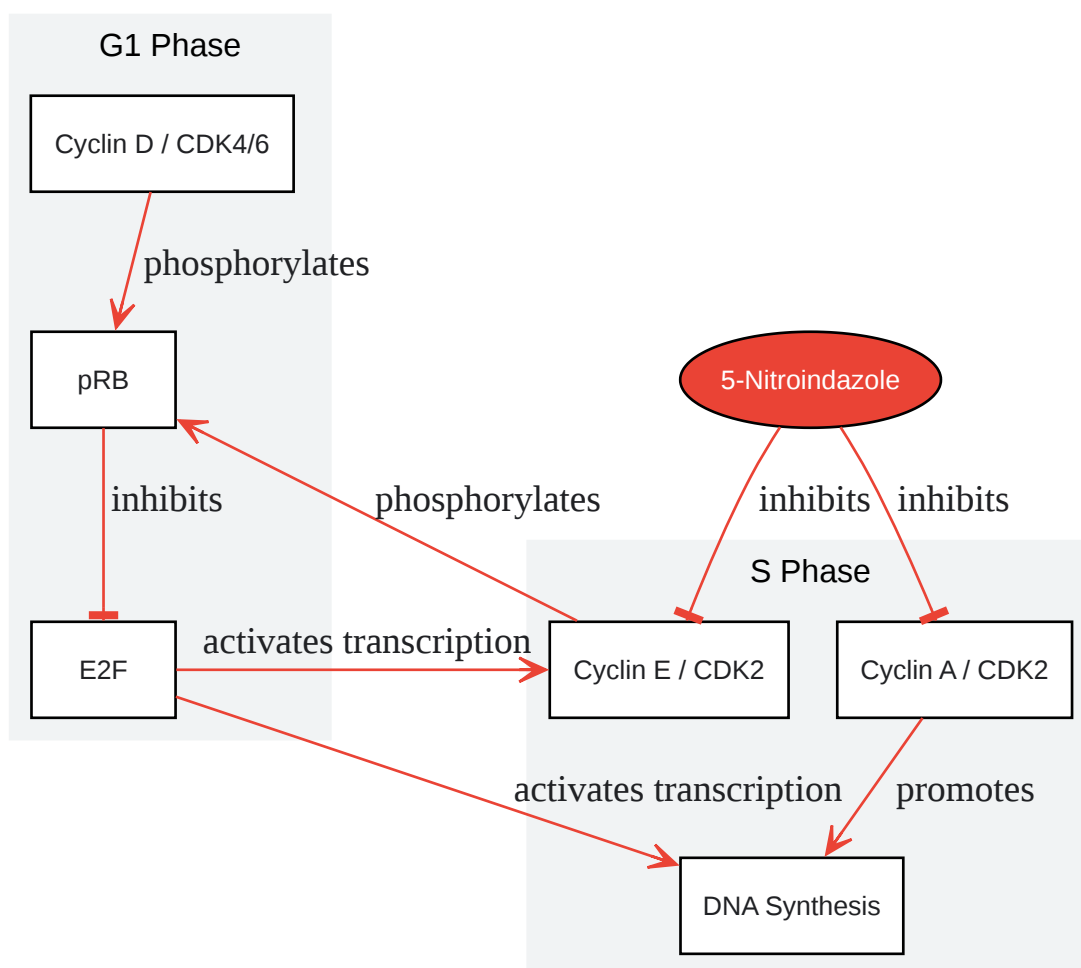 G1 Phase
Cyclin D / CDK4/6
phosphorylates
pRB
5-Nitroindazole
inhibits
phosphorylates
inhibits
inhibits
S Phase
E2F
activates transcription
Cyclin E / CDK2
Cyclin A / CDK2
activates transcription
promotes
DNA Synthesis